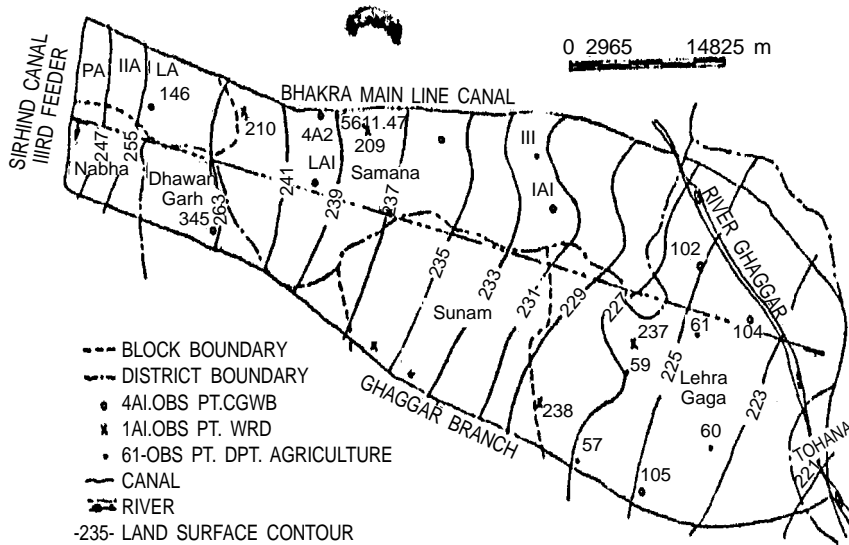 0 2965 14825 m
PA IIA LA
146
BHAKRA MAIN LINE CANAL
SIRHIND CANAL
IIIRD FEEDER
210
4A2
5611.47
209
III
247
255
Nabha
LAI
Samana
IAI
Dhawan
Garh
345
263
241
239
237
RIVER GHAGGAR
102
235
233
231-
229
227
Sunam
237
59
61
104
225
Lehra
Gaga
223
238
GHAGGAR BRANCH
57
60
105
TOHANA
221
BLOCK BOUNDARY
DISTRICT BOUNDARY
4AI.OBS PT.CGWB
1AI.OBS PT. WRD
61-OBS PT. DPT. AGRICULTURE
CANAL
RIVER
-235- LAND SURFACE CONTOUR